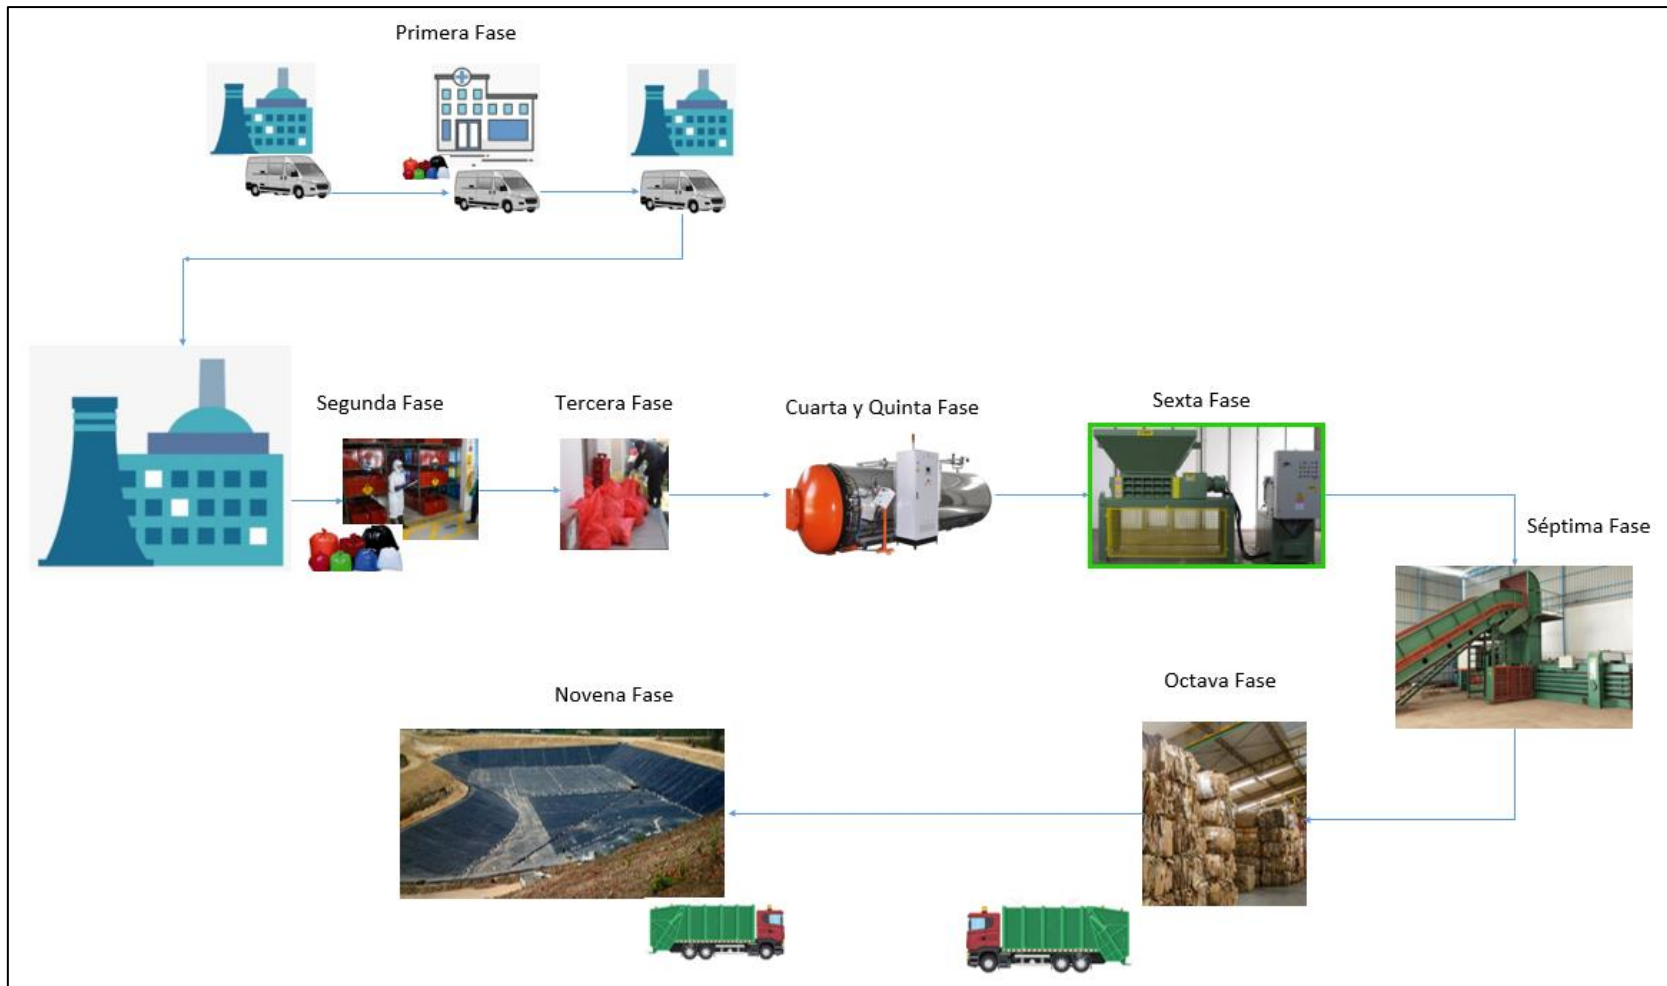 Primera Fase
Segunda Fase
Tercera Fase
Cuarta y Quinta Fase
Sexta Fase
Séptima Fase
Octava Fase
Novena Fase